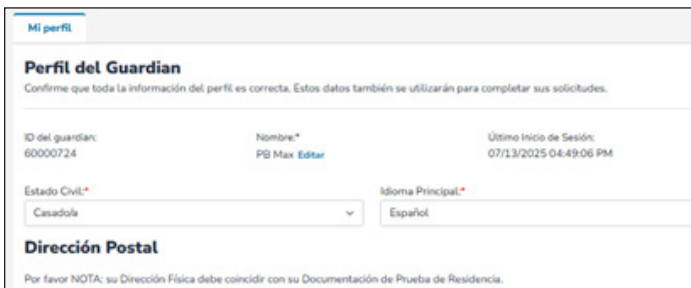 Mi perfil
Perfil del Guardian
Confirme que toda la información del perfil es correcta. Estos datos también se utilizarán para completar sus solicitudes.
ID del guardian: Nombre:* Último Inicio de Sesión:
60000724 PB Max Editar 07/13/2025 04:49:06 PM
Estado Civil:* Idioma Principal:*
Casado/a Español
Dirección Postal
Por favor NOTA: su Dirección Física debe coincidir con su Documentación de Prueba de Residencia.